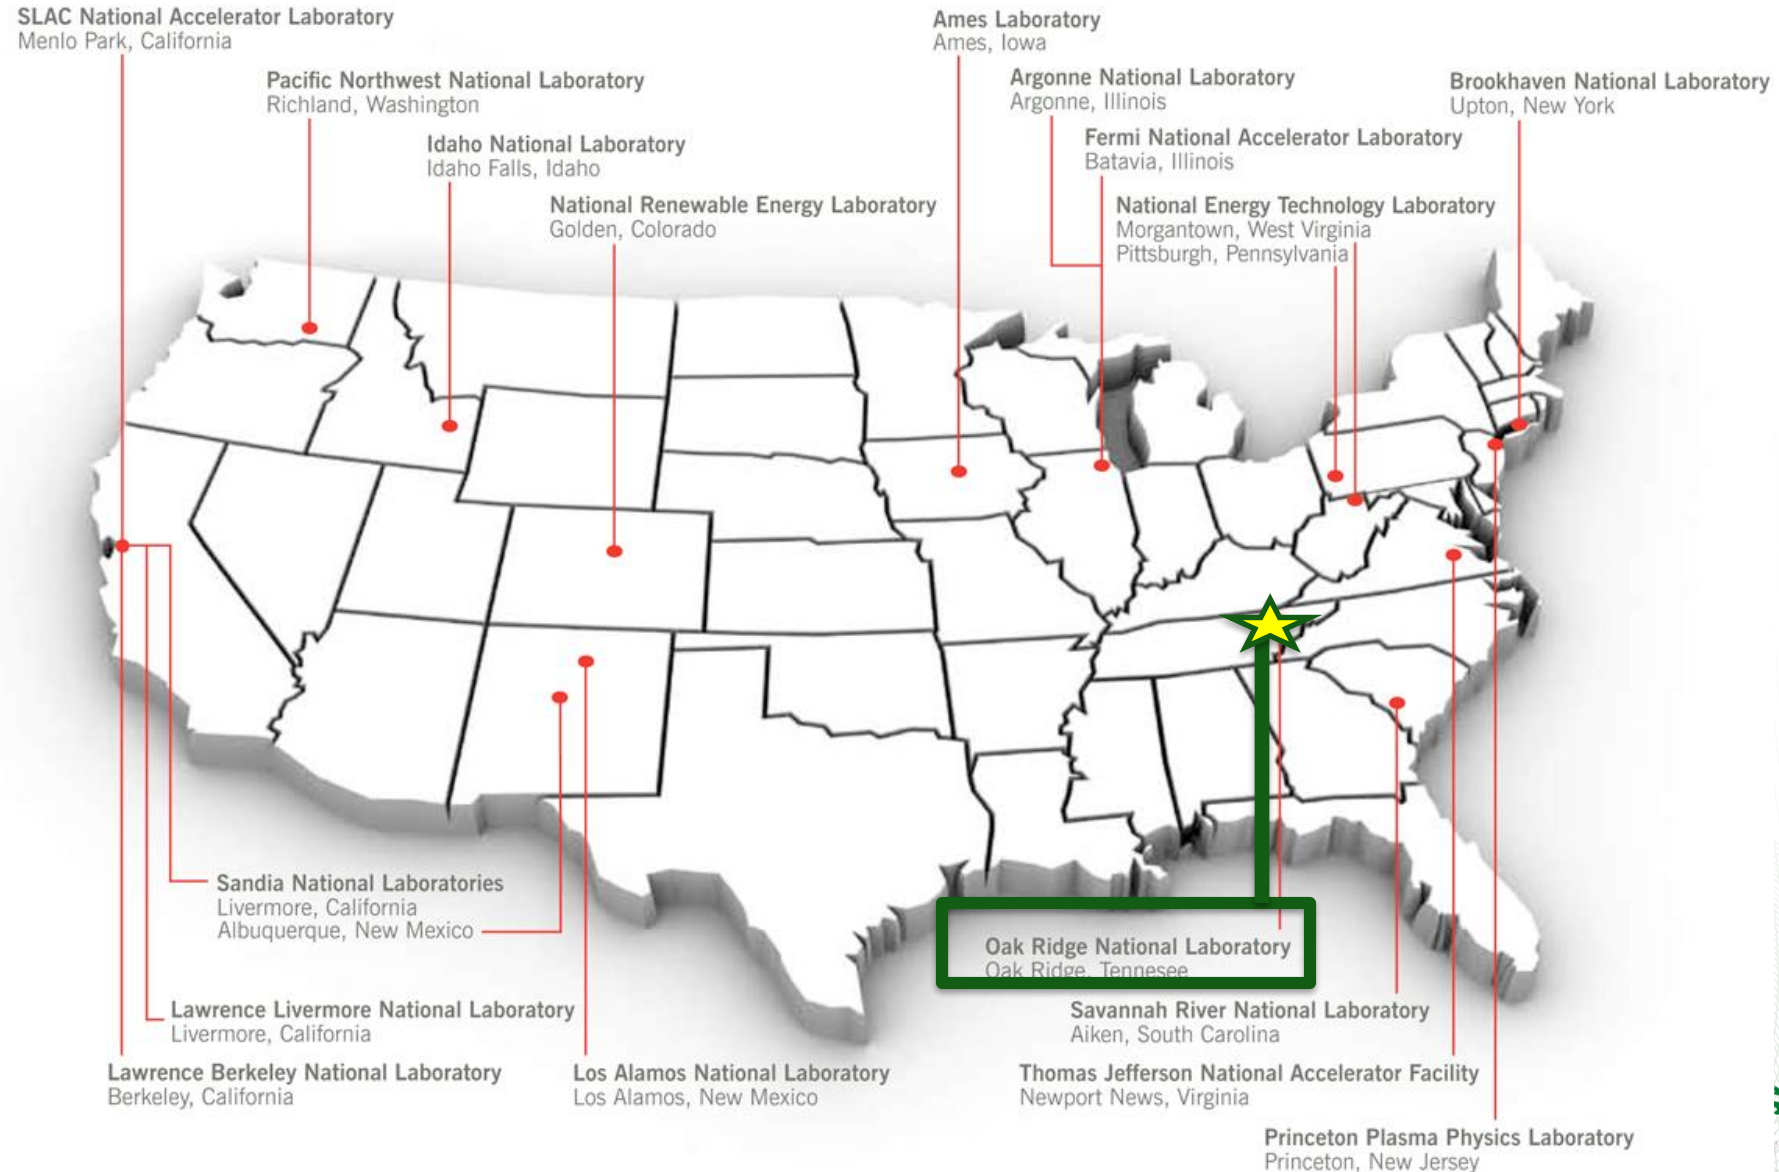 SLAC National Accelerator Laboratory
Menlo Park, California
Pacific Northwest National Laboratory
Richland, Washington
Idaho National Laboratory
Idaho Falls, Idaho
National Renewable Energy Laboratory
Golden, Colorado
Ames Laboratory
Ames, Iowa
Argonne National Laboratory
Argonne, Illinois
Fermi National Accelerator Laboratory
Batavia, Illinois
National Energy Technology Laboratory
Morgantown, West Virginia
Pittsburgh, Pennsylvania
Brookhaven National Laboratory
Upton, New York
Sandia National Laboratories
Livermore, California
Albuquerque, New Mexico
Lawrence Livermore National Laboratory
Livermore, California
Lawrence Berkeley National Laboratory
Berkeley, California
Los Alamos National Laboratory
Los Alamos, New Mexico
Oak Ridge National Laboratory
Oak Ridge, Tennesee
Savannah River National Laboratory
Aiken, South Carolina
Thomas Jefferson National Accelerator Facility
Newport News, Virginia
Princeton Plasma Physics Laboratory
Princeton, New Jersey